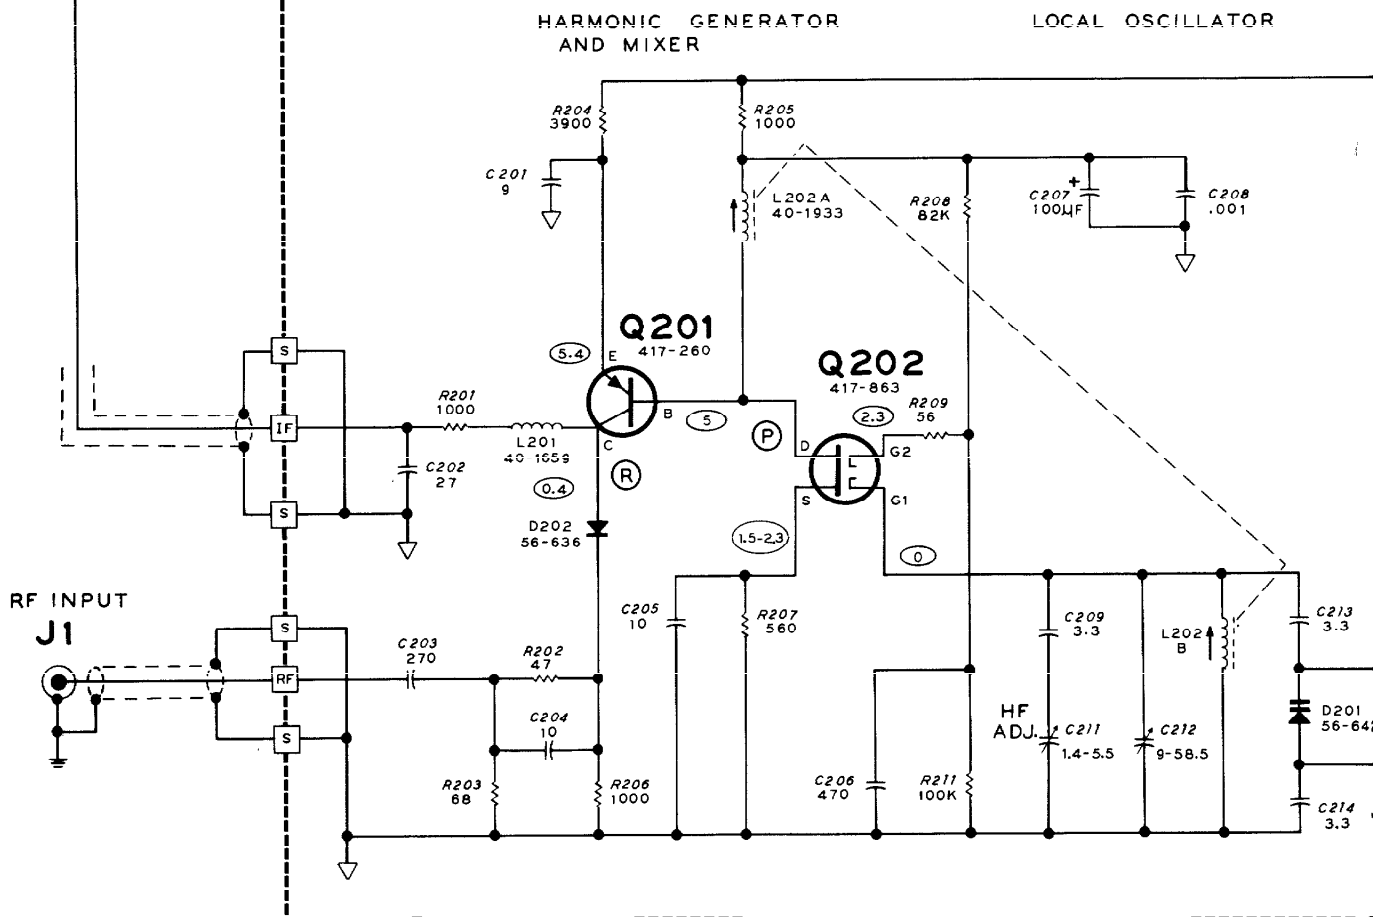 HARMONIC GENERATOR
AND MIXER
LOCAL OSCILLATOR
R204
3900
R205
1000
C201
9
L202A
40-1933
R208
82K
+
C207
100µF
C208
.001
Q201
417-260
5.4
E
B
C
5
P
R
Q202
417-863
2.3
R209
56
D
G2
S
G1
S
IF
S
R201
1000
L201
40-1659
C202
27
0.4
D202
56-636
1.5-2.3
0
RF INPUT
J1
S
RF
S
C203
270
R202
47
C204
10
R203
68
R206
1000
C205
10
R207
560
C209
3.3
L202
B
C213
3.3
HF
ADJ.
C211
1.4-5.5
C212
9-58.5
D201
56-642
C206
470
R211
100K
C214
3.3